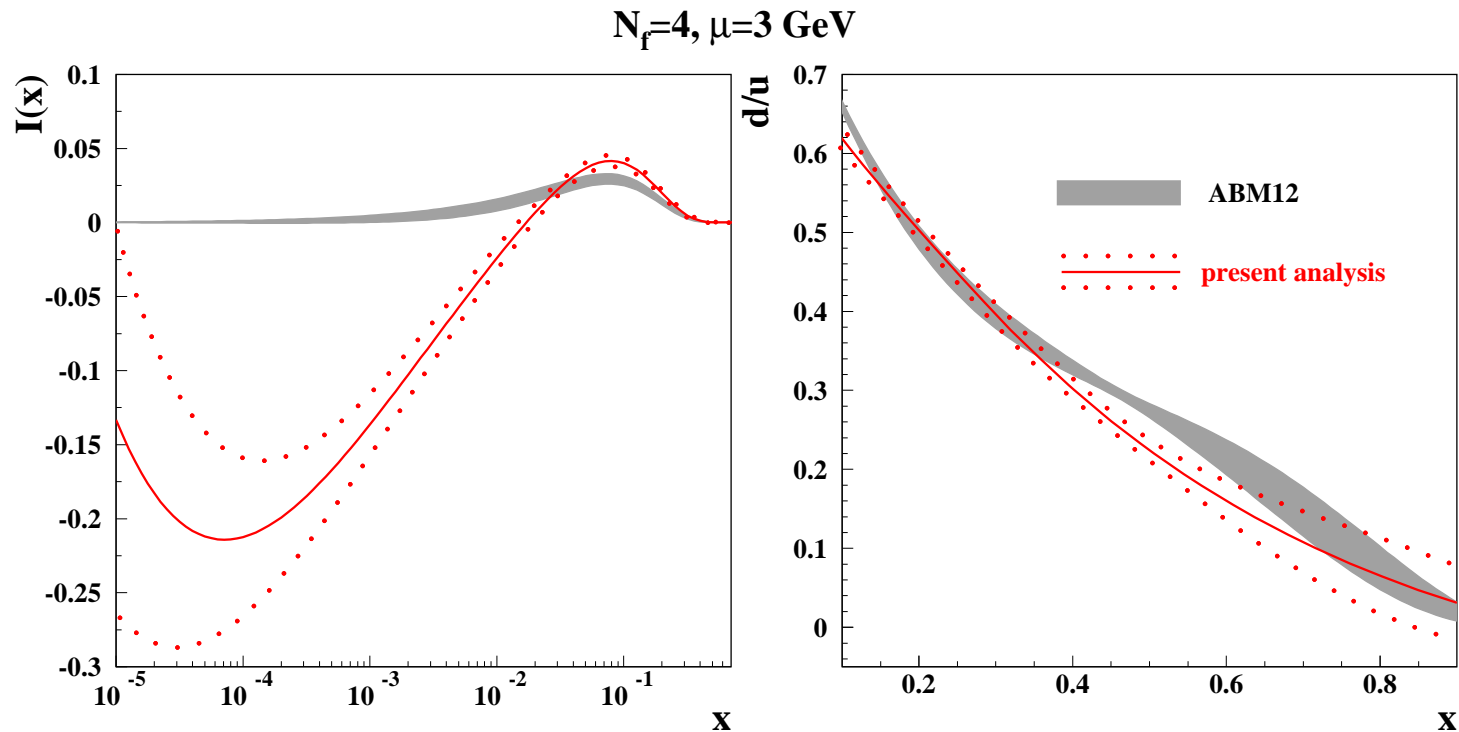 N_f=4, μ=3 GeV
I(x)
0.1
0.05
0
-0.05
-0.1
-0.15
-0.2
-0.25
-0.3
10^-5 10^-4 10^-3 10^-2 10^-1
x
d/u
0.7
0.6
0.5
0.4
0.3
0.2
0.1
0
0.2 0.4 0.6 0.8
x
ABM12
present analysis